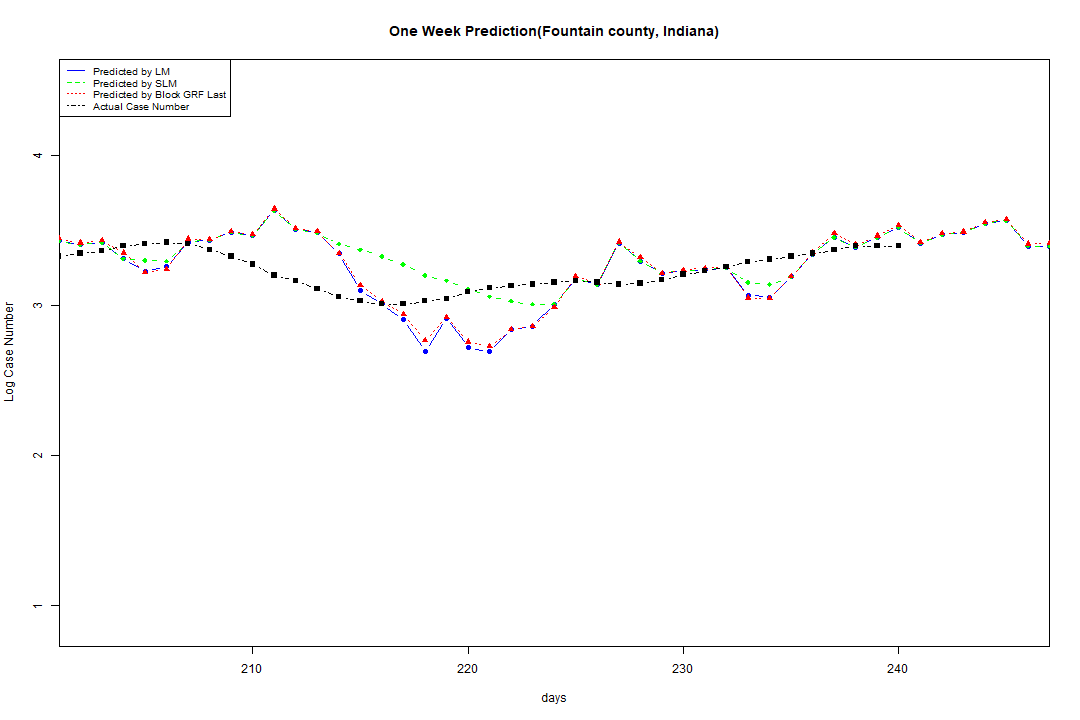 One Week Prediction(Fountain county, Indiana)
Predicted by LM
Predicted by SLM
Predicted by Block GRF Last
Actual Case Number
4
3
2
1
Log Case Number
210 220 230 240
days